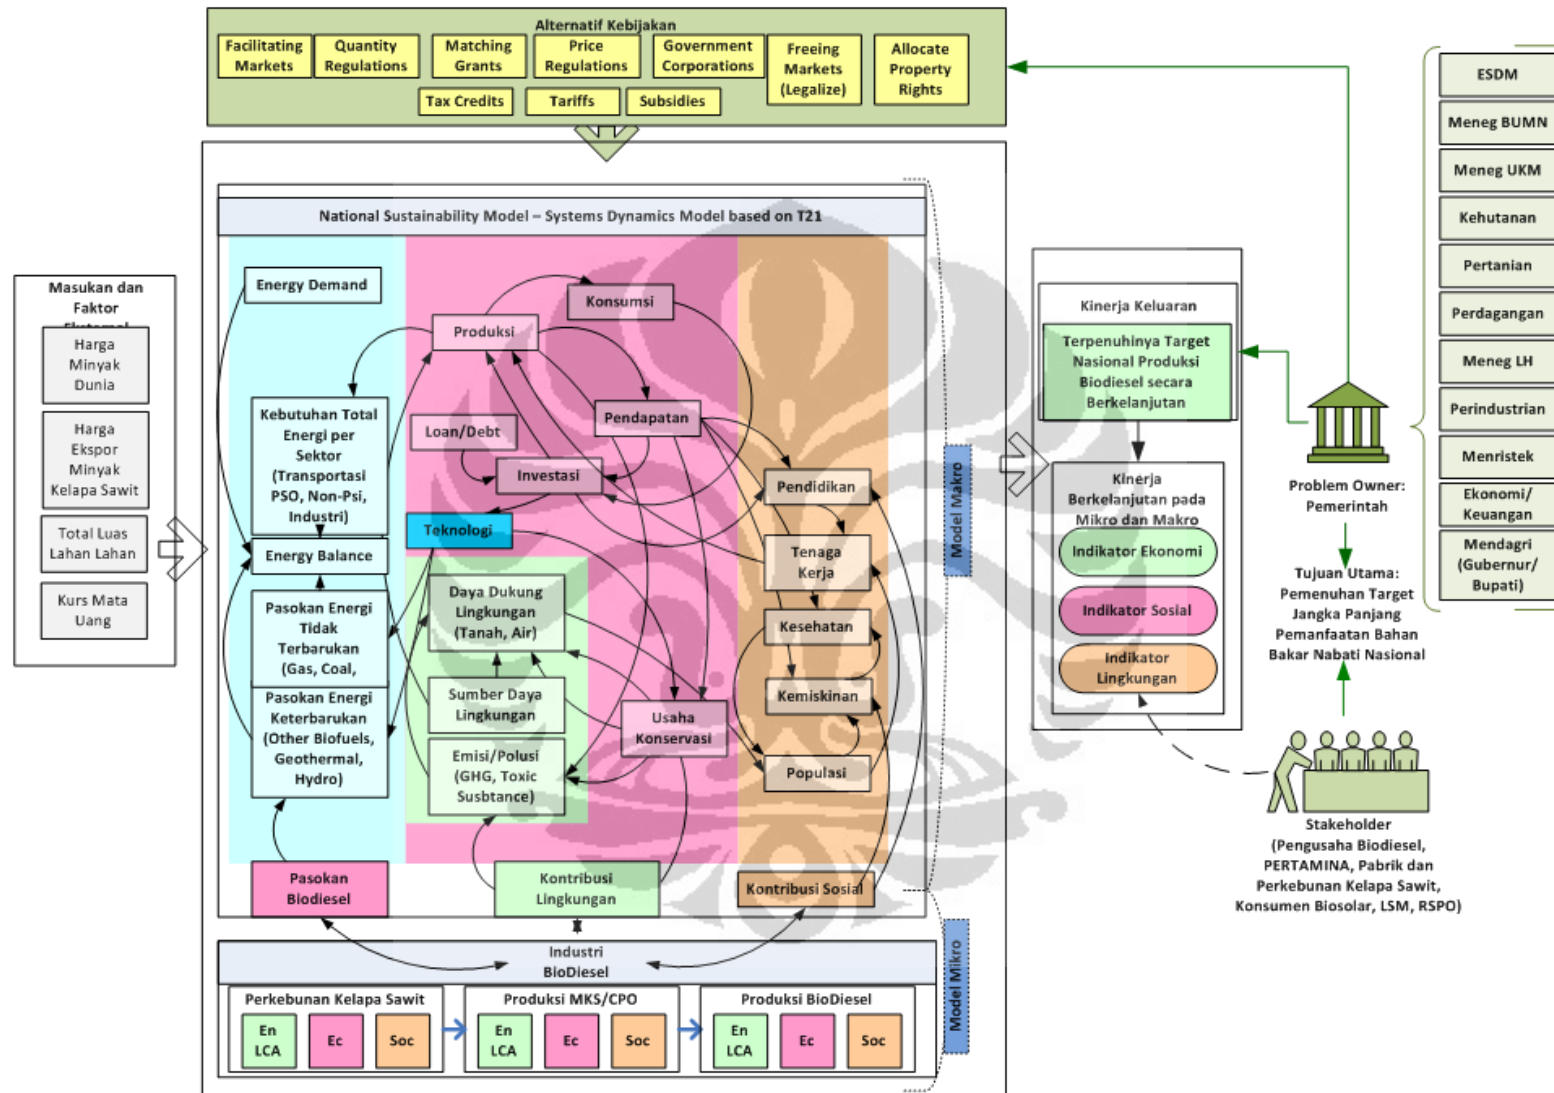 Alternatif Kebijakan
Facilitating
Markets
Quantity
Regulations
Matching
Grants
Price
Regulations
Government
Corporations
Freeing
Markets
(Legalize)
Allocate
Property
Rights
Tax Credits
Tariffs
Subsidies
Masukan dan
Faktor
Eksternal
Harga
Minyak
Dunia
Harga
Ekspor
Minyak
Kelapa Sawit
Total Luas
Lahan Lahan
Kurs Mata
Uang
National Sustainability Model – Systems Dynamics Model based on T21
Energy Demand
Kebutuhan Total
Energi per
Sektor
(Transportasi
PSO, Non-Psi,
Industri)
Energy Balance
Pasokan Energi
Tidak
Terbarukan
(Gas, Coal,
Pasokan Energi
Keterbarukan
(Other Biofuels,
Geothermal,
Hydro)
Konsumsi
Produksi
Pendapatan
Loan/Debt
Investasi
Teknologi
Daya Dukung
Lingkungan
(Tanah, Air)
Sumber Daya
Lingkungan
Emisi/Polusi
(GHG, Toxic
Susbtance)
Usaha
Konservasi
Pendidikan
Tenaga
Kerja
Kesehatan
Kemiskinan
Populasi
Pasokan
Biodiesel
Kontribusi
Lingkungan
Kontribusi Sosial
Model Makro
Model Mikro
Industri
BioDiesel
Perkebunan Kelapa Sawit
En
LCA
Ec
Soc
Produksi MKS/CPO
En
LCA
Ec
Soc
Produksi BioDiesel
En
LCA
Ec
Soc
Kinerja Keluaran
Terpenuhinya Target
Nasional Produksi
Biodiesel secara
Berkelanjutan
Kinerja
Berkelanjutan pada
Mikro dan Makro
Indikator Ekonomi
Indikator Sosial
Indikator
Lingkungan
Problem Owner:
Pemerintah
Tujuan Utama:
Pemenuhan Target
Jangka Panjang
Pemanfaatan Bahan
Bakar Nabati Nasional
Stakeholder
(Pengusaha Biodiesel,
PERTAMINA, Pabrik dan
Perkebunan Kelapa Sawit,
Konsumen Biosolar, LSM, RSPO)
ESDM
Meneg BUMN
Meneg UKM
Kehutanan
Pertanian
Perdagangan
Meneg LH
Perindustrian
Menristek
Ekonomi/
Keuangan
Mendagri
(Gubernur/
Bupati)